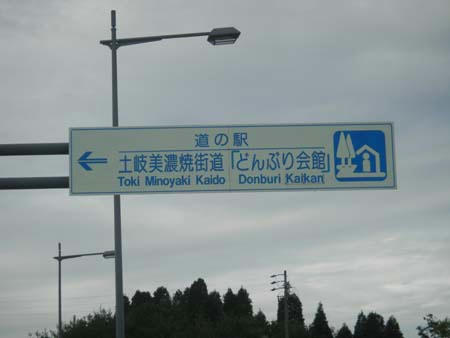 道の駅
土岐美濃焼街道「どんぶり会館」
Toki Minoyaki Kaido Donburi Kaikan